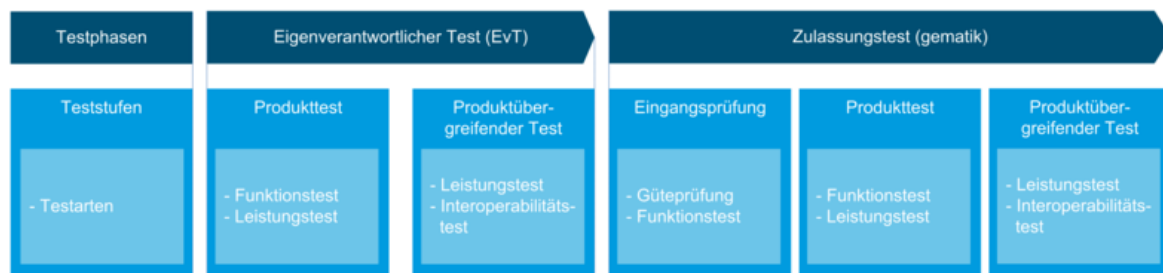 Testphasen
Eigenverantwortlicher Test (EvT)
Zulassungstest (gematik)
Teststufen
- Testarten
Produkttest
- Funktionstest
- Leistungstest
Produktüber-
greifender Test
- Leistungstest
- Interoperabilitäts-
test
Eingangsprüfung
- Güteprüfung
- Funktionstest
Produkttest
- Funktionstest
- Leistungstest
Produktüber-
greifender Test
- Leistungstest
- Interoperabilitäts-
test